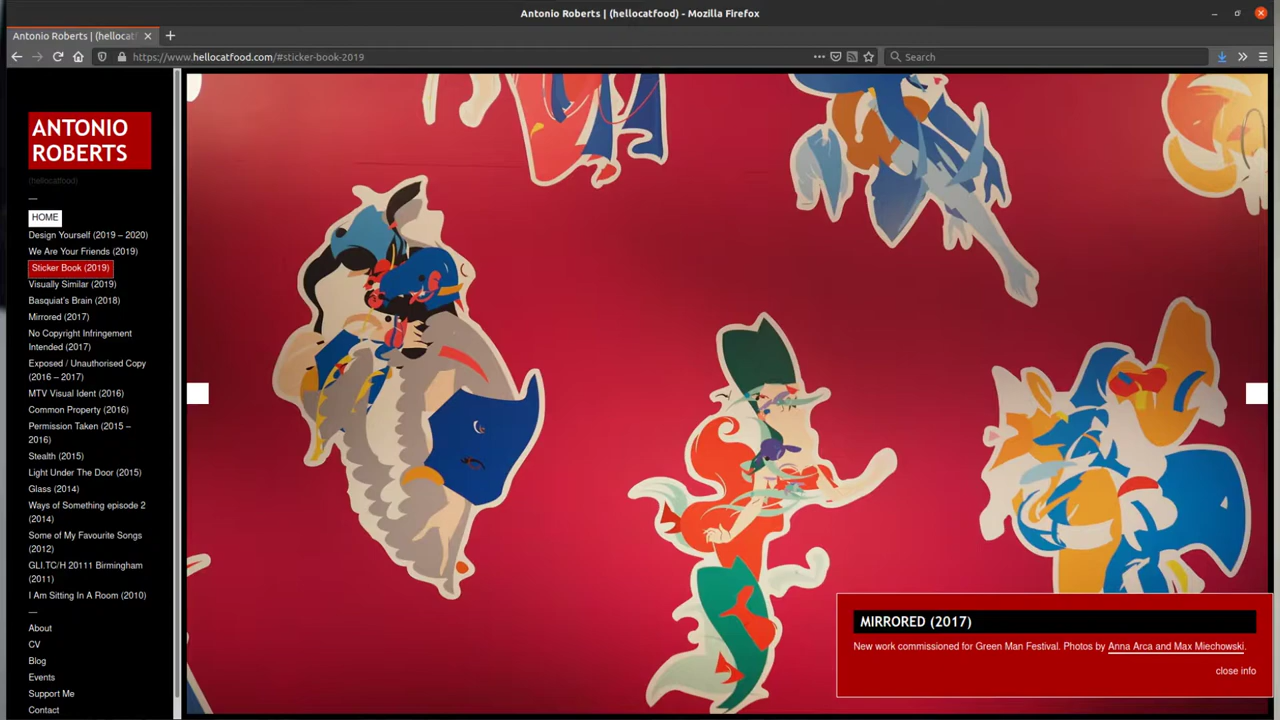 Antonio Roberts | (hellocatfood) - Mozilla Firefox
Antonio Roberts | (hellocatf
https://www.hellocatfood.com/#sticker-book-2019
Search
ANTONIO
ROBERTS
(hellocatfood)
—
HOME
Design Yourself (2019 – 2020)
We Are Your Friends (2019)
Sticker Book (2019)
Visually Similar (2019)
Basquiat's Brain (2018)
Mirrored (2017)
No Copyright Infringement
Intended (2017)
Exposed / Unauthorised Copy
(2016 – 2017)
MTV Visual Ident (2016)
Common Property (2016)
Permission Taken (2015 –
2016)
Stealth (2015)
Light Under The Door (2015)
Glass (2014)
Ways of Something episode 2
(2014)
Some of My Favourite Songs
(2012)
GLI.TC/H 20111 Birmingham
(2011)
I Am Sitting In A Room (2010)
—
About
CV
Blog
Events
Support Me
Contact
MIRRORED (2017)
New work commissioned for Green Man Festival. Photos by Anna Arca and Max Miechowski.
close info